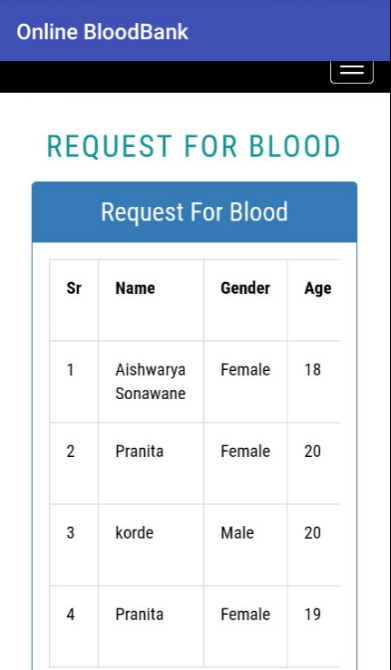 Online BloodBank
REQUEST FOR BLOOD
Request For Blood
Sr Name Gender Age
1 Aishwarya Sonawane Female 18
2 Pranita Female 20
3 korde Male 20
4 Pranita Female 19